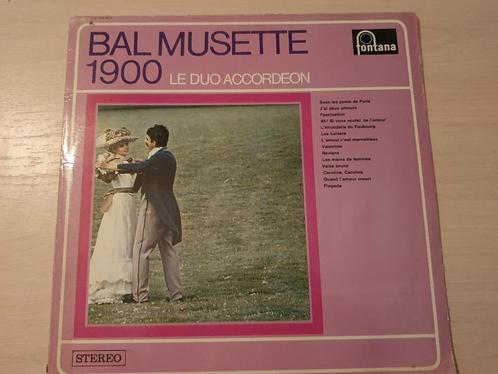 BAL MUSETTE
1900 LE DUO ACCORDEON
fontana
Sous les ponts de Paris
J'ai deux amours
Fascination
Ah! Si vous voulez de l'amour
L'hirondelle du Faubourg
Les barbers
L'amour c'est merveilleux
Valentine
Reviens
Les mains de femmes
Valse brune
Caroline, Caroline
Quand l'amour meurt
Flagada
STEREO